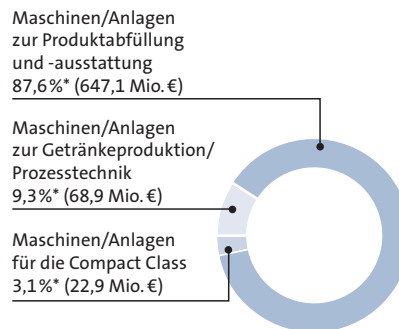 Maschinen/Anlagen
zur Produktabfüllung
und -ausstattung
87,6%* (647,1 Mio. €)
Maschinen/Anlagen
zur Getränkeproduktion/
Prozesstechnik
9,3%* (68,9 Mio. €)
Maschinen/Anlagen
für die Compact Class
3,1%* (22,9 Mio. €)